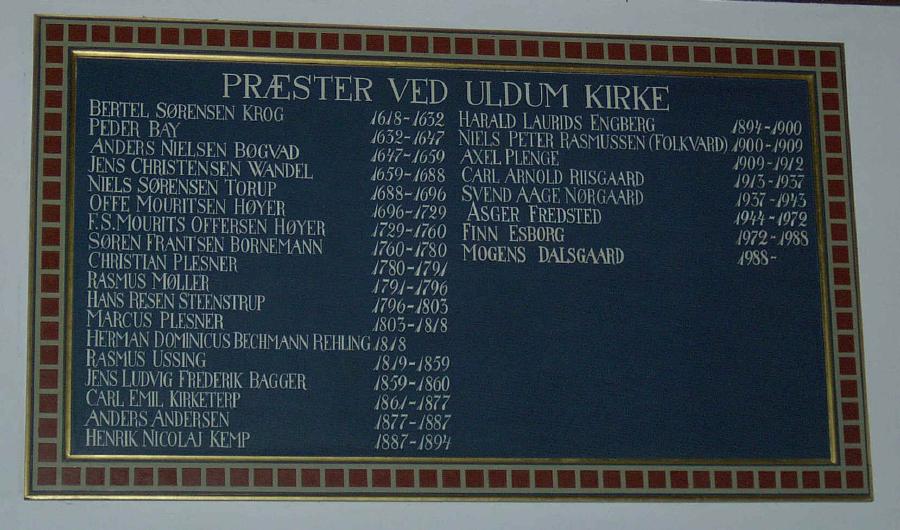 PRÆSTER VED ULDUM KIRKE
BERTEL SØRENSEN KROG 1618-1632
PEDER BAY 1632-1647
ANDERS NIELSEN BØGVAD 1647-1659
JENS CHRISTENSEN WANDEL 1659-1688
NIELS SØRENSEN TORUP 1688-1696
OFFE MOURITSEN HØYER 1696-1729
F.S. MOURITS OFFERSEN HØYER 1729-1760
SØREN FRANTSEN BORNEMANN 1760-1780
CHRISTIAN PLESNER 1780-1791
RASMUS MØLLER 1791-1796
HANS RESEN STEENSTRUP 1796-1803
MARCUS PLESNER 1803-1818
HERMAN DOMINICUS BECHMANN REHLING 1818
RASMUS USSING 1819-1859
JENS LUDVIG FREDERIK BAGGER 1859-1860
CARL EMIL KIRKETERP 1861-1877
ANDERS ANDERSEN 1877-1887
HENRIK NICOLAJ KEMP 1887-1894
HARALD LAURIDS ENGBERG 1894-1900
NIELS PETER RASMUSSEN (FOLKVARD) 1900-1909
AXEL PLENGE 1909-1912
CARL ARNOLD RIISGAARD 1913-1937
SVEND AAGE NØRGAARD 1937-1943
ASGER FREDSTED 1944-1972
FINN ESBORG 1972-1988
MOGENS DALSGAARD 1988-